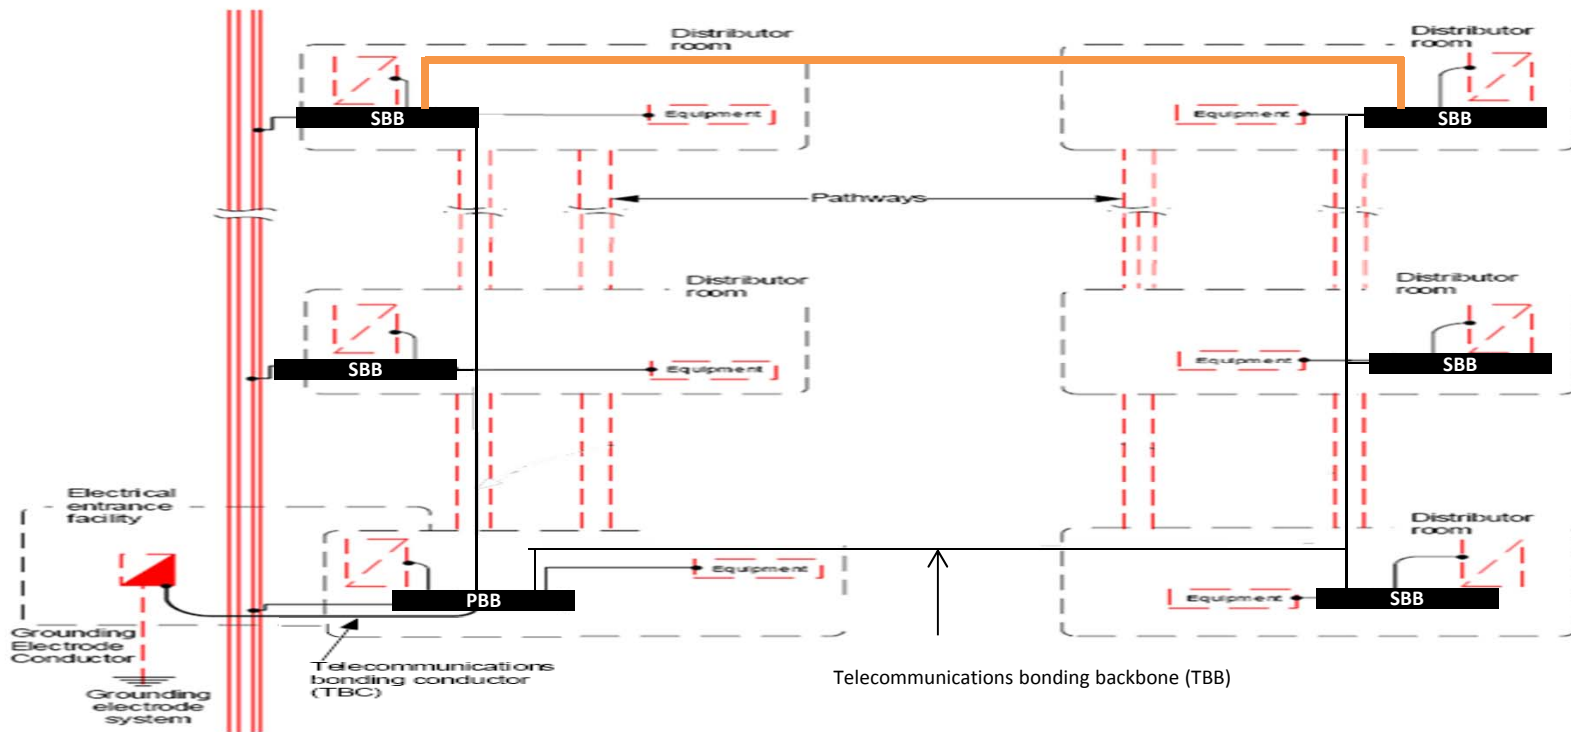 Distributor
room
Distributor
room
SBB
Equipment
Equipment
SBB
Pathways
Distributor
room
Distributor
room
SBB
Equipment
Equipment
SBB
Electrical
entrance
facility
Distributor
room
Equipment
PBB
Equipment
SBB
Grounding
Electrode
Conductor
Telecommunications
bonding conductor
(TBC)
Telecommunications bonding backbone (TBB)
Grounding
electrode
system